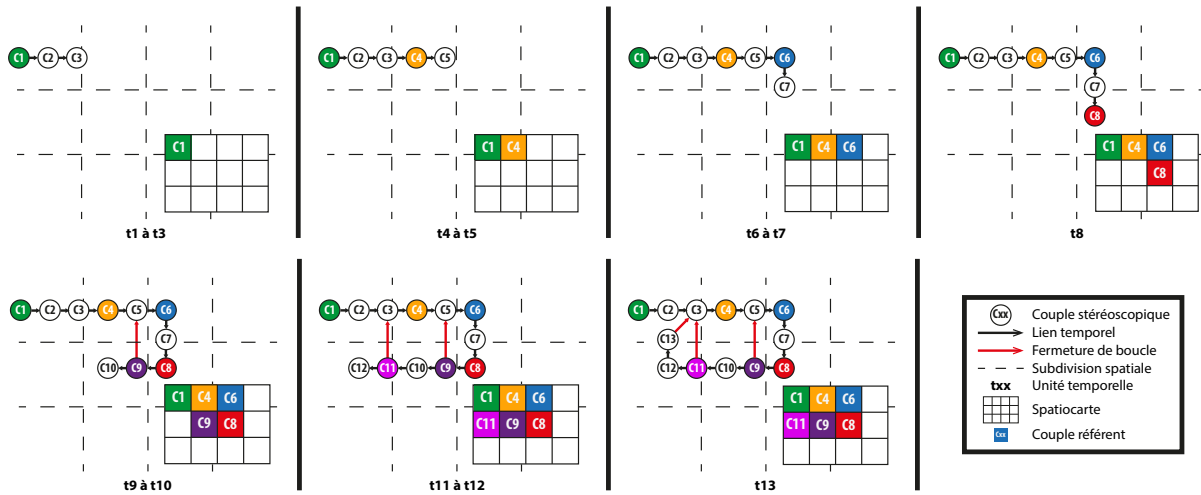 C1 C2 C3
C1
t1 à t3
C1 C2 C3 C4 C5
C1 C4
t4 à t5
C1 C2 C3 C4 C5 C6
C7
C1 C4 C6
t6 à t7
C1 C2 C3 C4 C5 C6
C7
C8
C1 C4 C6
C8
t8
C1 C2 C3 C4 C5 C6
C7
C10 C9 C8
C1 C4 C6
C9 C8
t9 à t10
C1 C2 C3 C4 C5 C6
C7
C12 C11 C10 C9 C8
C1 C4 C6
C11 C9 C8
t11 à t12
C1 C2 C3 C4 C5 C6
C13 C7
C12 C11 C10 C9 C8
C1 C4 C6
C11 C9 C8
t13
Cxx Couple stéréoscopique
Lien temporel
Fermeture de boucle
Subdivision spatiale
txx Unité temporelle
Spatiocarte
Cxx Couple référent